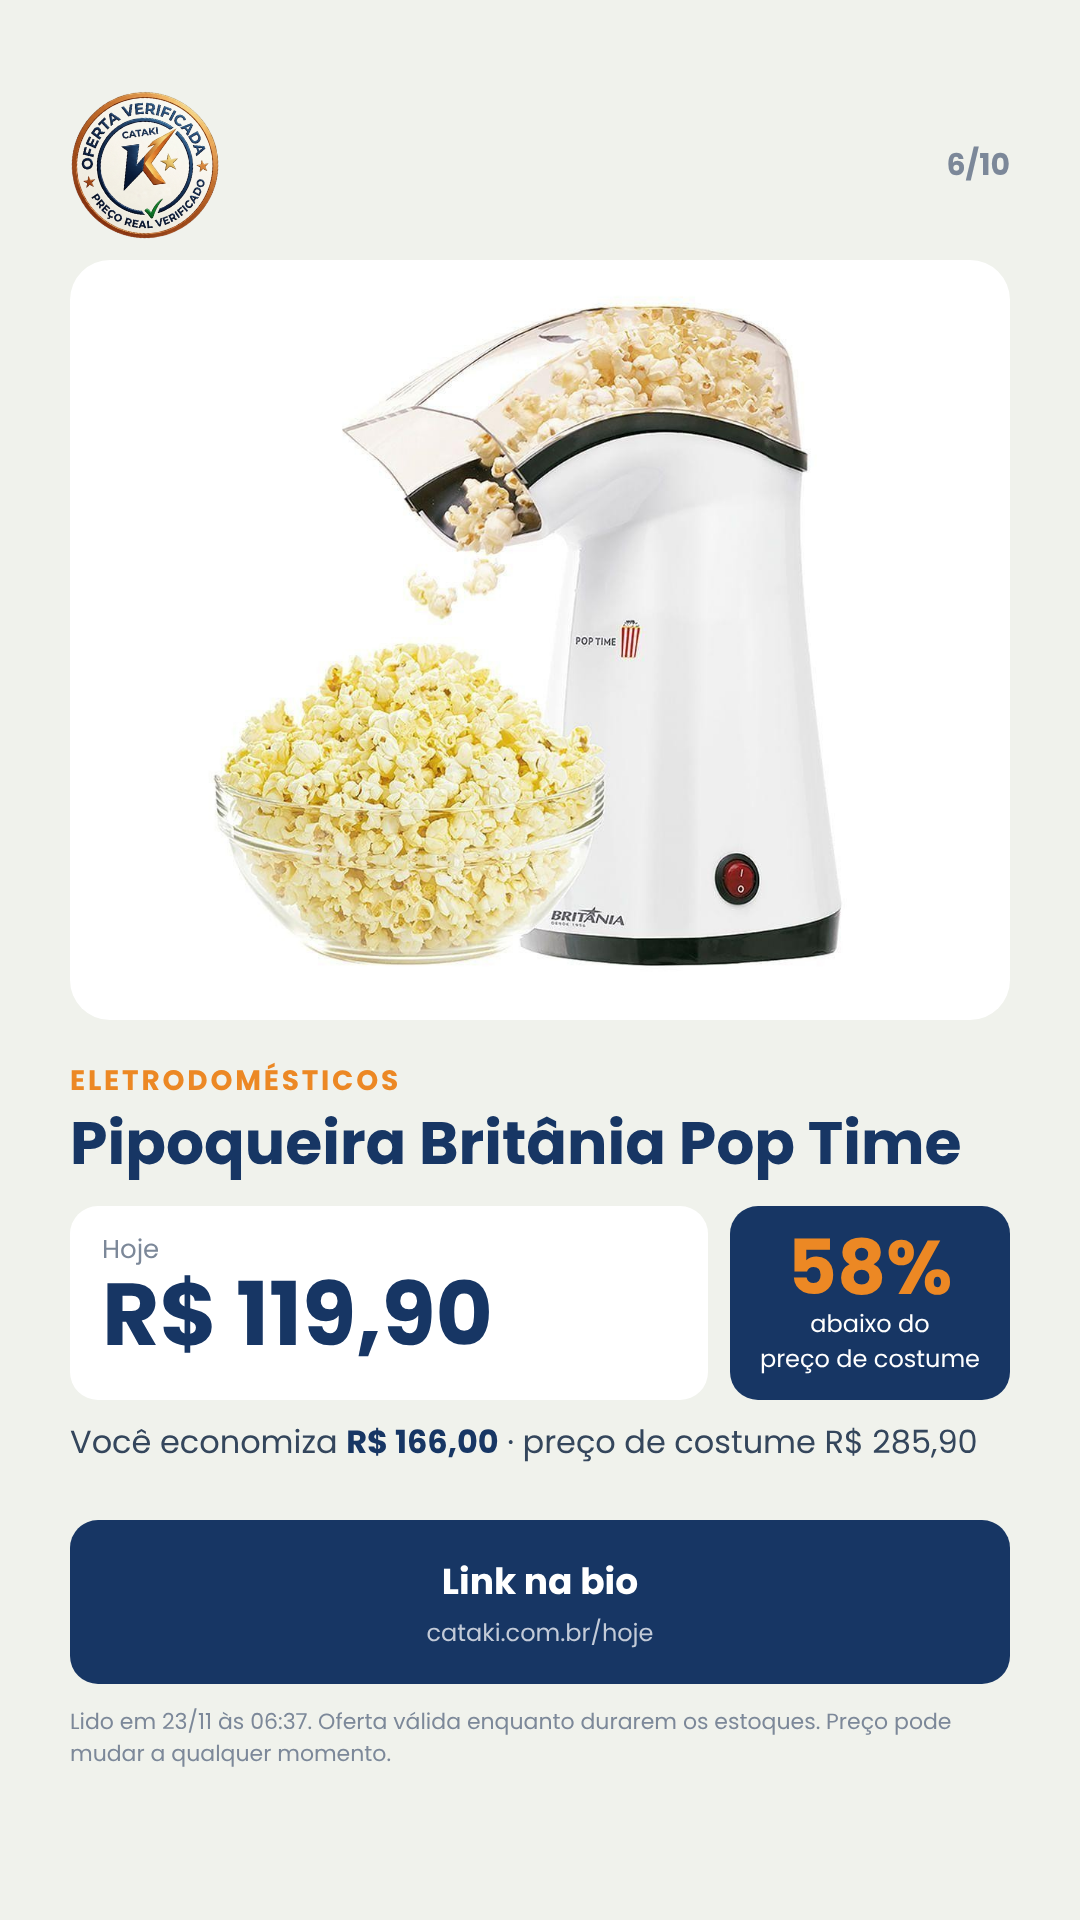 OFERTA VERIFICADA
CATAKI
K
PREÇO REAL VERIFICADO
6/10
POP TIME
BRITÂNIA
DESDE 1956
ELETRODOMÉSTICOS
Pipoqueira Britânia Pop Time
Hoje
R$ 119,90
58%
abaixo do
preço de costume
Você economiza R$ 166,00 · preço de costume R$ 285,90
Link na bio
cataki.com.br/hoje
Lido em 23/11 às 06:37. Oferta válida enquanto durarem os estoques. Preço pode
mudar a qualquer momento.